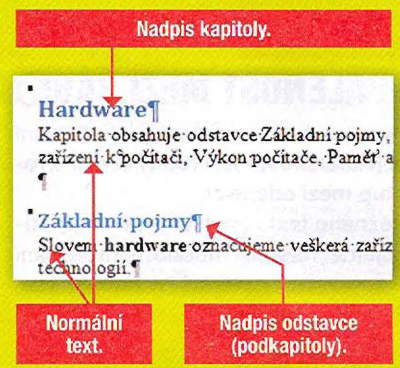 Nadpis kapitoly.
Hardware¶
Kapitola·obsahuje·odstavce·Základní·pojmy,
zařízení·k·počítači,·Výkon·počítače,·Paměť·a
¶
Základní·pojmy¶
Slovem·hardware·označujeme·veškerá·zaříz
technologií.¶
Normální
text.
Nadpis odstavce
(podkapitoly).